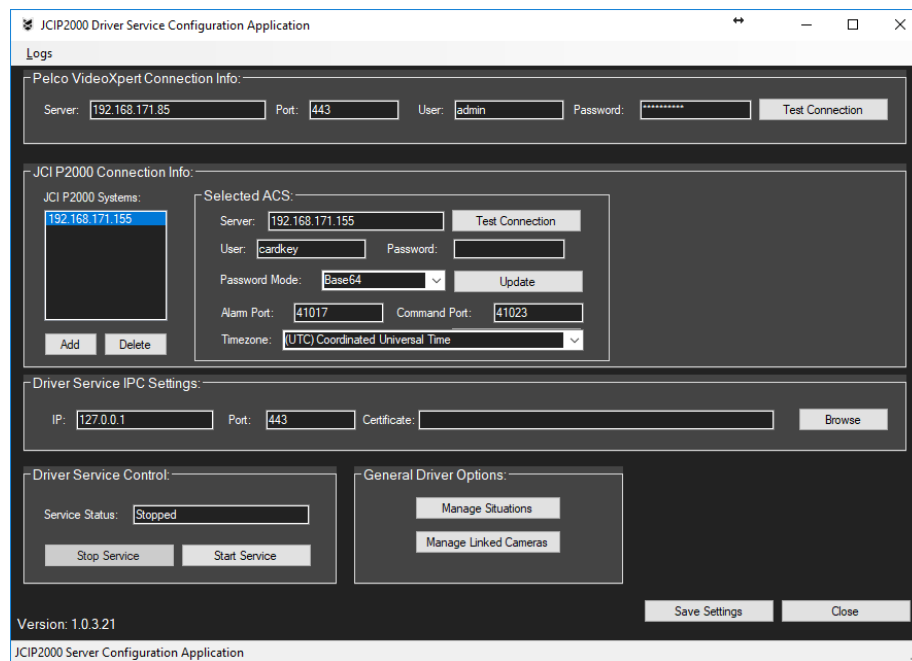 JCIP2000 Driver Service Configuration Application
Logs
Pelco VideoXpert Connection Info:
Server: 192.168.171.85 Port: 443 User: admin Password: ********** Test Connection
JCI P2000 Connection Info:
JCI P2000 Systems: Selected ACS:
192.168.171.155
Server: 192.168.171.155 Test Connection
User: cardkey Password:
Password Mode: Base64 Update
Alarm Port: 41017 Command Port: 41023
Add Delete Timezone: (UTC) Coordinated Universal Time
Driver Service IPC Settings:
IP: 127.0.0.1 Port: 443 Certificate: Browse
Driver Service Control: General Driver Options:
Manage Situations
Service Status: Stopped
Manage Linked Cameras
Stop Service Start Service
Save Settings Close
Version: 1.0.3.21
JCIP2000 Server Configuration Application